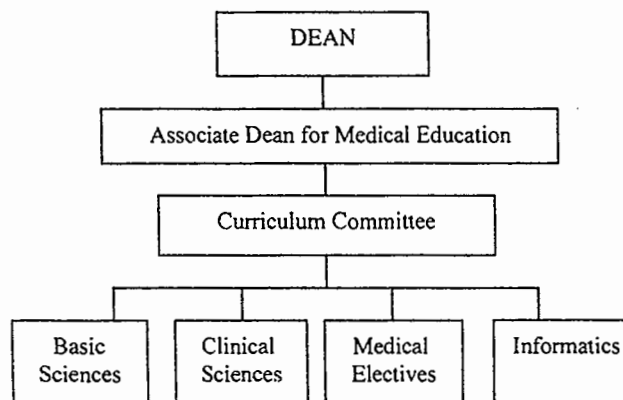 DEAN
Associate Dean for Medical Education
Curriculum Committee
Basic
Sciences
Clinical
Sciences
Medical
Electives
Informatics